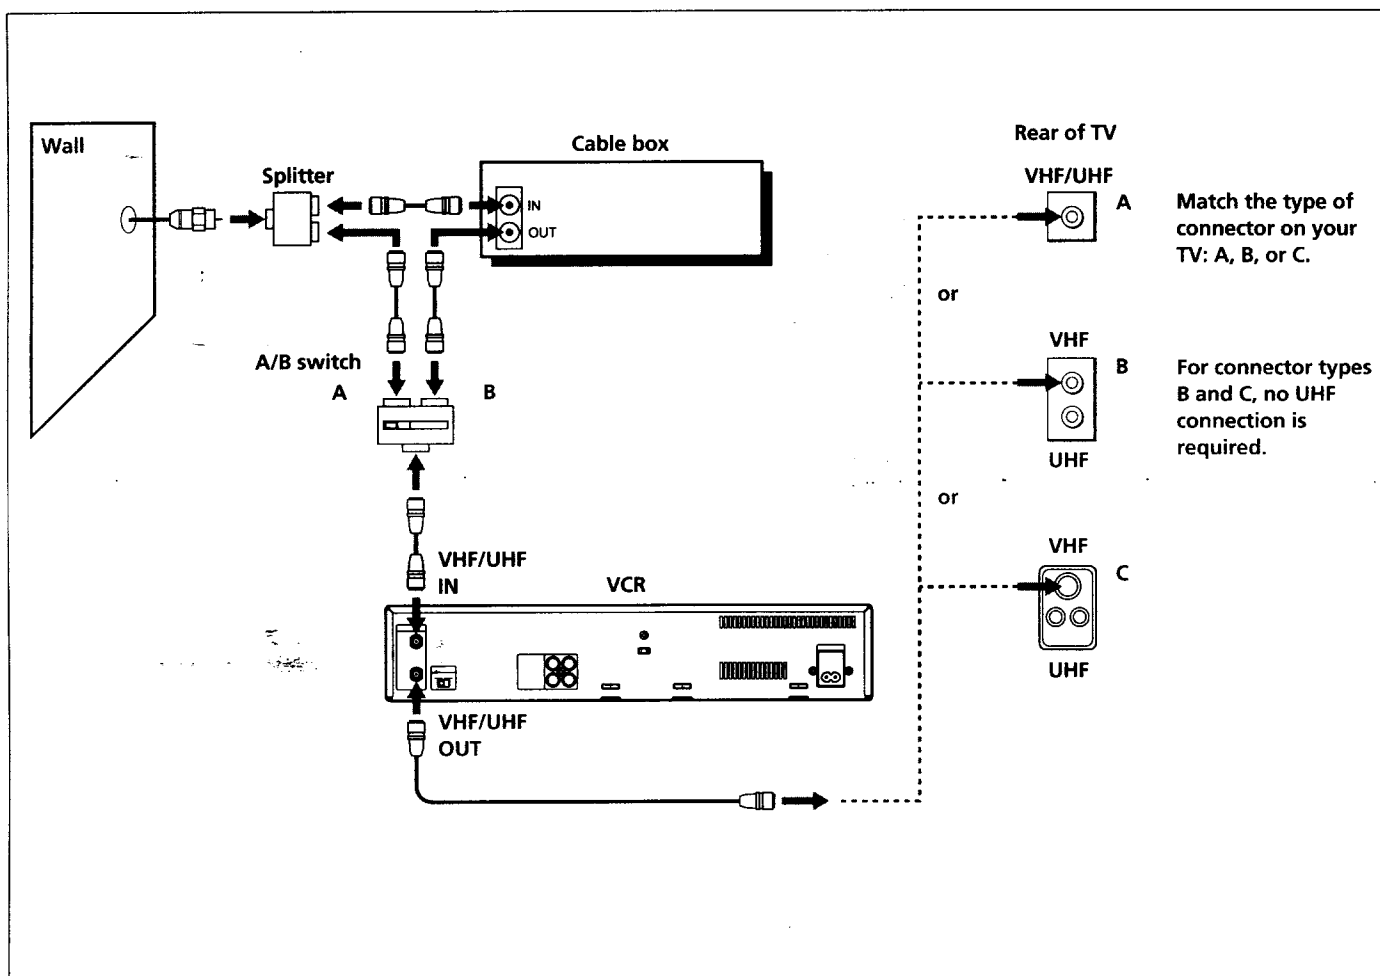 Wall
Splitter
Cable box
IN
OUT
A/B switch
A
B
VHF/UHF
IN
VCR
VHF/UHF
OUT
Rear of TV
VHF/UHF
A
Match the type of
connector on your
TV: A, B, or C.
or
VHF
B
UHF
For connector types
B and C, no UHF
connection is
required.
or
VHF
C
UHF